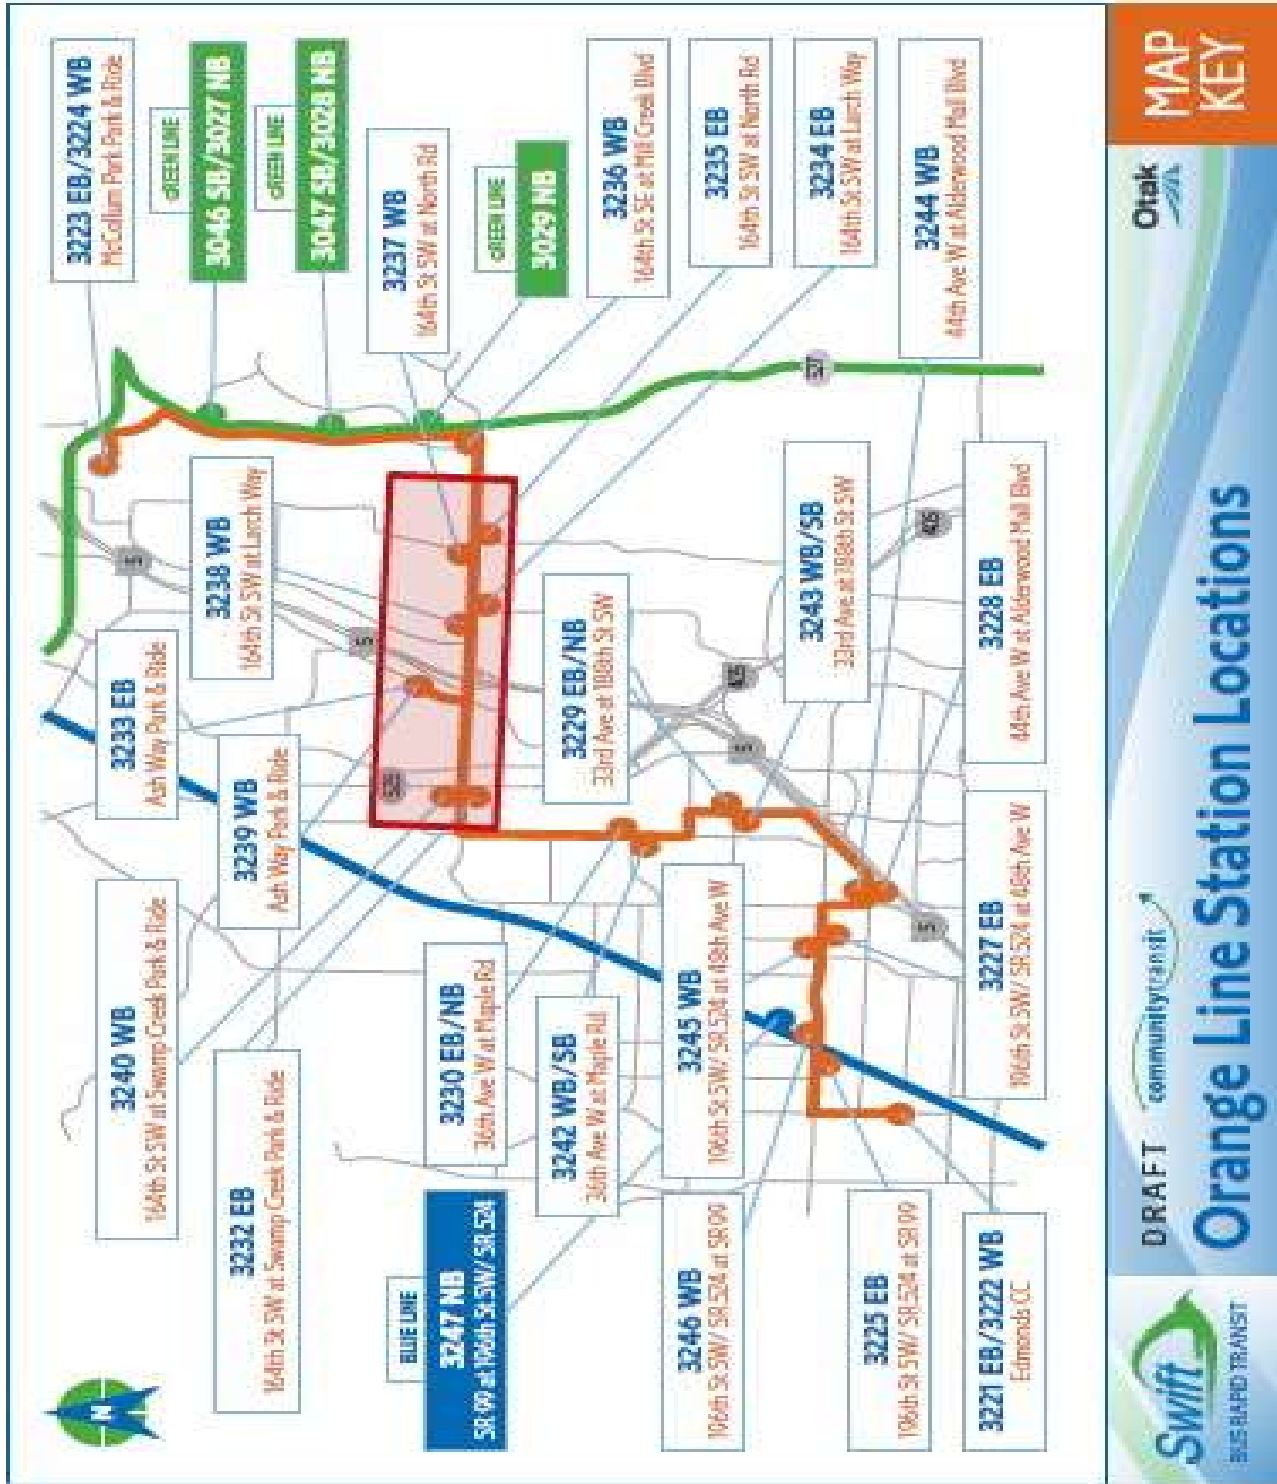 3223 EB/3224 WB
McCollum Park Park & Ride
GREEN LINE
3046 SB/3027 NB
GREEN LINE
3047 SB/3028 NB
3237 WB
164th St SW at North Rd
GREEN LINE
3029 NB
3236 WB
164th St SE at Mill Creek Blvd
3235 EB
164th St SW at North Rd
3234 EB
164th St SW at Larch Way
3244 WB
44th Ave W at Alderwood Mall Blvd
3238 WB
164th St SW at Larch Way
3233 EB
Ash Way Park & Ride
3239 WB
Ash Way Park & Ride
3229 EB/NB
33rd Ave at 188th St SW
3243 WB/SB
33rd Ave at 188th St SW
3228 EB
44th Ave W at Alderwood Mall Blvd
3240 WB
164th St SW at Swamp Creek Park & Ride
3232 EB
164th St SW at Swamp Creek Park & Ride
3230 EB/NB
36th Ave W at Maple Rd
3242 WB/SB
36th Ave W at Maple Rd
3245 WB
196th St SW/ SR 524 at 48th Ave W
3227 EB
196th St SW/ SR 524 at 48th Ave W
BLUE LINE
3247 NB
SR 99 at 196th St SW/ SR 524
3246 WB
196th St SW/ SR 524 at SR 99
3225 EB
196th St SW/ SR 524 at SR 99
3221 EB/3222 WB
Edmonds CC
N
5
5
525
527
405
5
5
Swift
BUS RAPID TRANSIT
DRAFT
communitytransit
Orange Line Station Locations
Otak
MAP
KEY